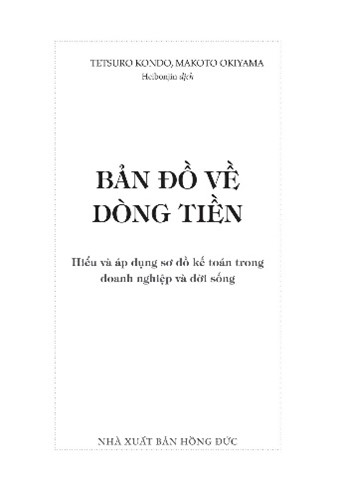 TETSURO KONDO, MAKOTO OKIYAMA
Heibonjin dịch
BẢN ĐỒ VỀ
DÒNG TIỀN
Hiểu và áp dụng sơ đồ kế toán trong
doanh nghiệp và đời sống
NHÀ XUẤT BẢN HỒNG ĐỨC